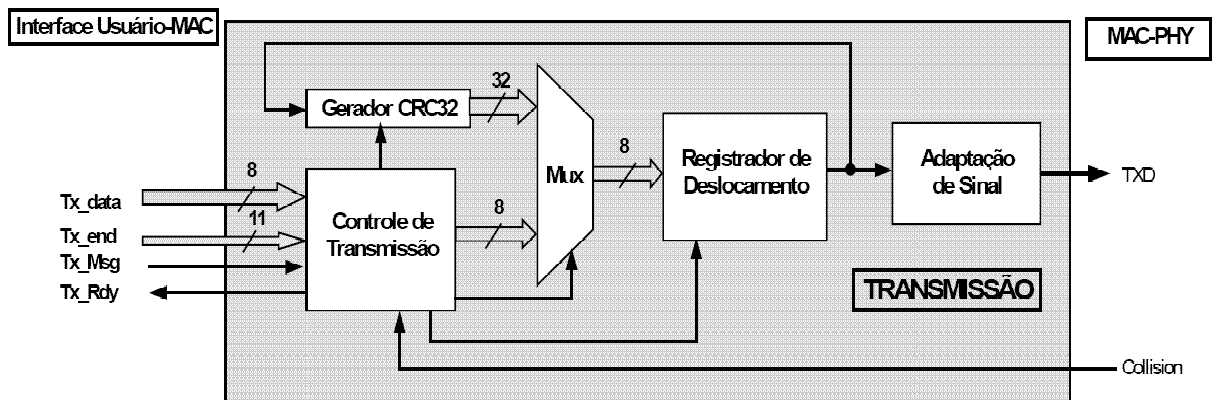 Interface Usuário-MAC
MAC-PHY
32
Gerador CRC32
8
Tx_data
11
Tx_end
Tx_Msg
Tx_Rdy
Controle de
Transmissão
8
Mux
8
Registrador de
Deslocamento
Adaptação
de Sinal
TXD
TRANSMISSÃO
Collision